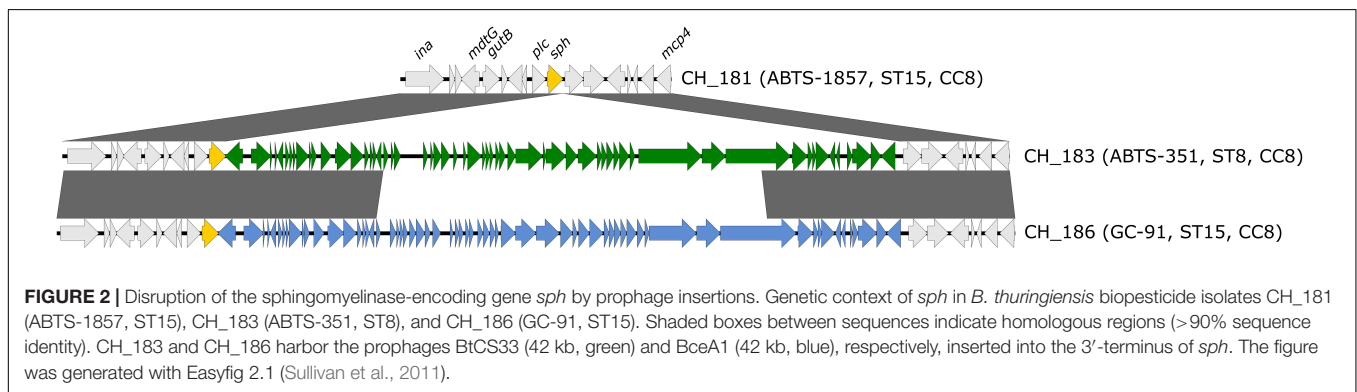 ina
mdtG
gutB
plc
sph
mcp4
CH_181 (ABTS-1857, ST15, CC8)
CH_183 (ABTS-351, ST8, CC8)
CH_186 (GC-91, ST15, CC8)
FIGURE 2 | Disruption of the sphingomyelinase-encoding gene sph by prophage insertions. Genetic context of sph in B. thuringiensis biopesticide isolates CH_181
(ABTS-1857, ST15), CH_183 (ABTS-351, ST8), and CH_186 (GC-91, ST15). Shaded boxes between sequences indicate homologous regions (>90% sequence
identity). CH_183 and CH_186 harbor the prophages BtCS33 (42 kb, green) and BceA1 (42 kb, blue), respectively, inserted into the 3′-terminus of sph. The figure
was generated with Easyfig 2.1 (Sullivan et al., 2011).